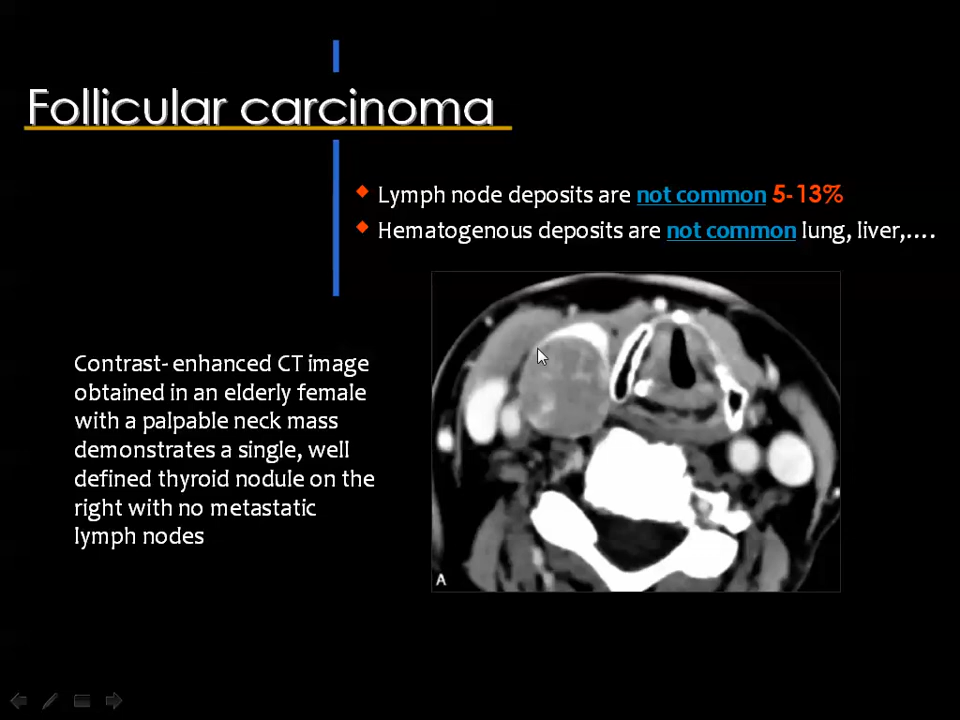 Follicular carcinoma
Lymph node deposits are not common 5-13%
Hematogenous deposits are not common lung, liver,....
Contrast- enhanced CT image
obtained in an elderly female
with a palpable neck mass
demonstrates a single, well
defined thyroid nodule on the
right with no metastatic
lymph nodes
A